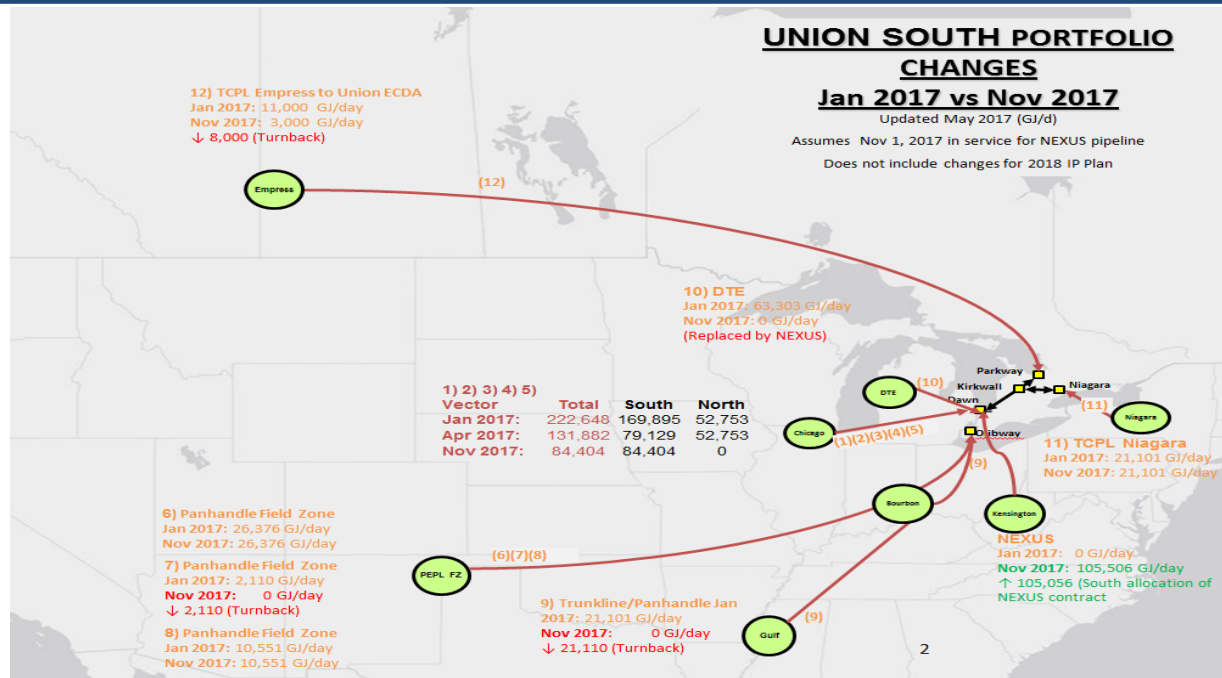 UNION SOUTH PORTFOLIO
CHANGES
Jan 2017 vs Nov 2017
Updated May 2017 (GJ/d)
Assumes Nov 1, 2017 in service for NEXUS pipeline
Does not include changes for 2018 IP Plan
12) TCPL Empress to Union ECDA
Jan 2017: 11,000 GJ/day
Nov 2017: 3,000 GJ/day
↓ 8,000 (Turnback)
Empress
(12)
10) DTE
Jan 2017: 63,303 GJ/day
Nov 2017: 0 GJ/day
(Replaced by NEXUS)
Parkway
Kirkwall
Niagara
Dawn
DTE
(10)
(11)
Niagara
Chicago
(1)(2)(3)(4)(5)
Ojibway
(9)
11) TCPL Niagara
Jan 2017: 21,101 GJ/day
Nov 2017: 21,101 GJ/day
1) 2) 3) 4) 5)
Vector Total South North
Jan 2017: 222,648 169,895 52,753
Apr 2017: 131,882 79,129 52,753
Nov 2017: 84,404 84,404 0
Bourbon
Kensington
NEXUS
Jan 2017: 0 GJ/day
Nov 2017: 105,506 GJ/day
↑ 105,056 (South allocation of
NEXUS contract
6) Panhandle Field Zone
Jan 2017: 26,376 GJ/day
Nov 2017: 26,376 GJ/day
7) Panhandle Field Zone
Jan 2017: 2,110 GJ/day
Nov 2017: 0 GJ/day
↓ 2,110 (Turnback)
8) Panhandle Field Zone
Jan 2017: 10,551 GJ/day
Nov 2017: 10,551 GJ/day
PEPL FZ
(6)(7)(8)
9) Trunkline/Panhandle Jan
2017: 21,101 GJ/day
Nov 2017: 0 GJ/day
↓ 21,110 (Turnback)
Gulf
(9)
2